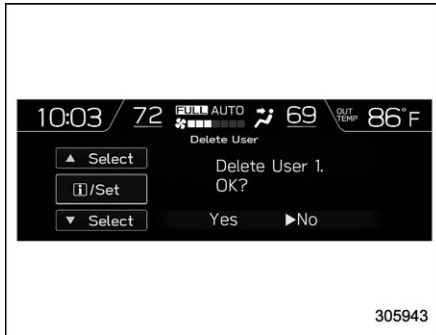 10:03 72 FULL AUTO 69 OUT TEMP 86°F
Delete User
▲ Select
Delete User 1.
i/Set
OK?
▼ Select
Yes ▶No
305943